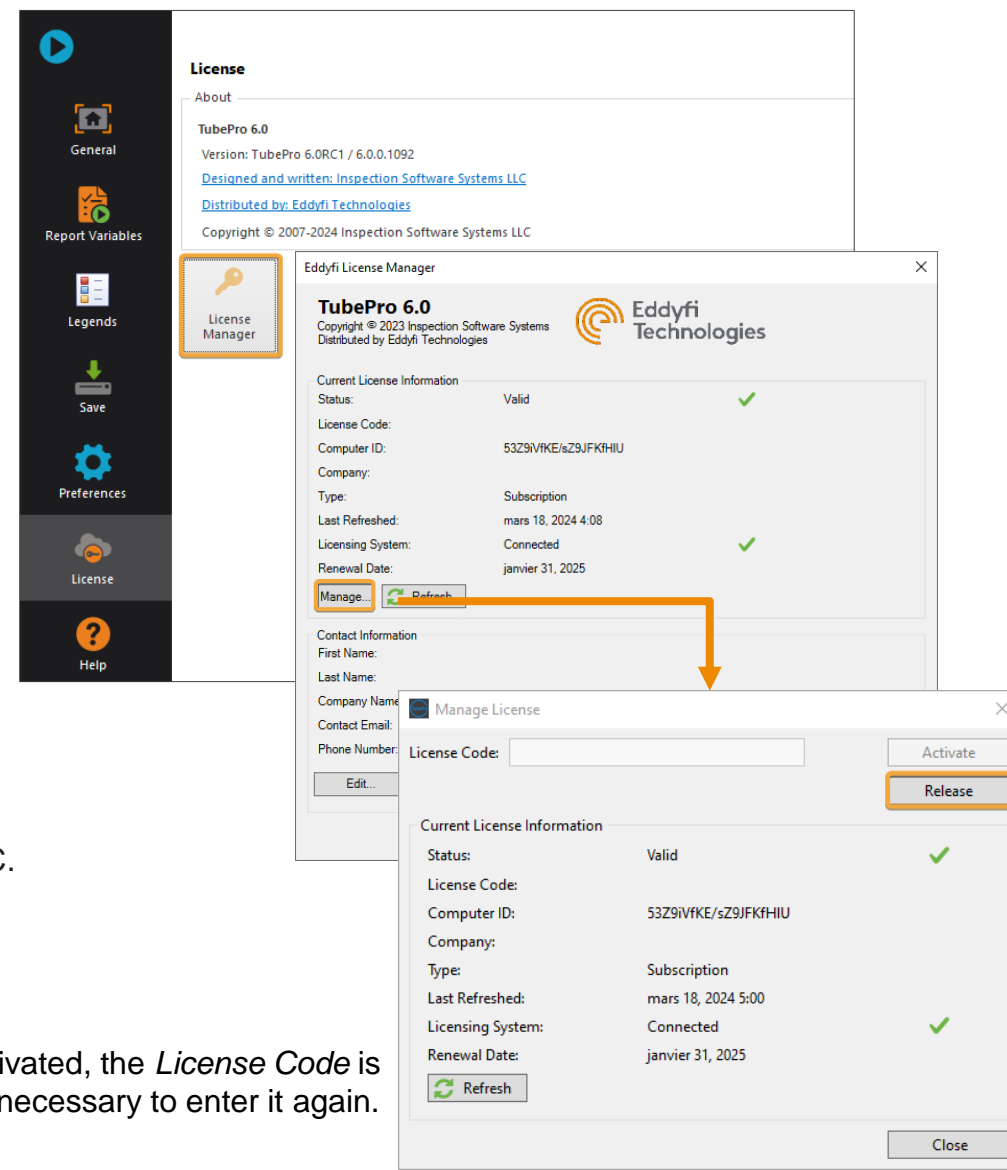 License
About
TubePro 6.0
Version: TubePro 6.0RC1 / 6.0.0.1092
Designed and written: Inspection Software Systems LLC
Distributed by: Eddyfi Technologies
Copyright © 2007-2024 Inspection Software Systems LLC
General
Report Variables
Legends
Save
Preferences
License
Help
License
Manager
Eddyfi License Manager
TubePro 6.0
Copyright © 2023 Inspection Software Systems
Distributed by Eddyfi Technologies
Eddyfi
Technologies
Current License Information
Status: Valid
License Code:
Computer ID: 53Z9iVfKE/sZ9JFKfHIU
Company:
Type: Subscription
Last Refreshed: mars 18, 2024 4:08
Licensing System: Connected
Renewal Date: janvier 31, 2025
Manage... Refresh
Contact Information
First Name:
Last Name:
Company Name
Contact Email:
Phone Number:
Edit...
Manage License
License Code: Activate
Release
Current License Information
Status: Valid
License Code:
Computer ID: 53Z9iVfKE/sZ9JFKfHIU
Company:
Type: Subscription
Last Refreshed: mars 18, 2024 5:00
Licensing System: Connected
Renewal Date: janvier 31, 2025
Refresh
Close
C.
ivated, the License Code is
necessary to enter it again.